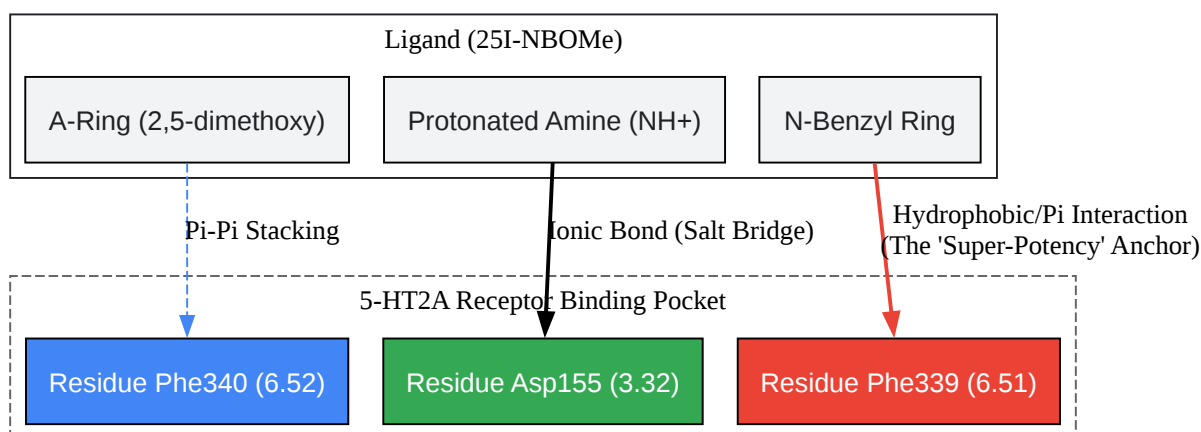 Ligand (25I-NBOMe)
A-Ring (2,5-dimethoxy)
Protonated Amine (NH+)
N-Benzyl Ring
Pi-Pi Stacking
Ionic Bond (Salt Bridge)
Hydrophobic/Pi Interaction
(The 'Super-Potency' Anchor)
5-HT2A Receptor Binding Pocket
Residue Phe340 (6.52)
Residue Asp155 (3.32)
Residue Phe339 (6.51)